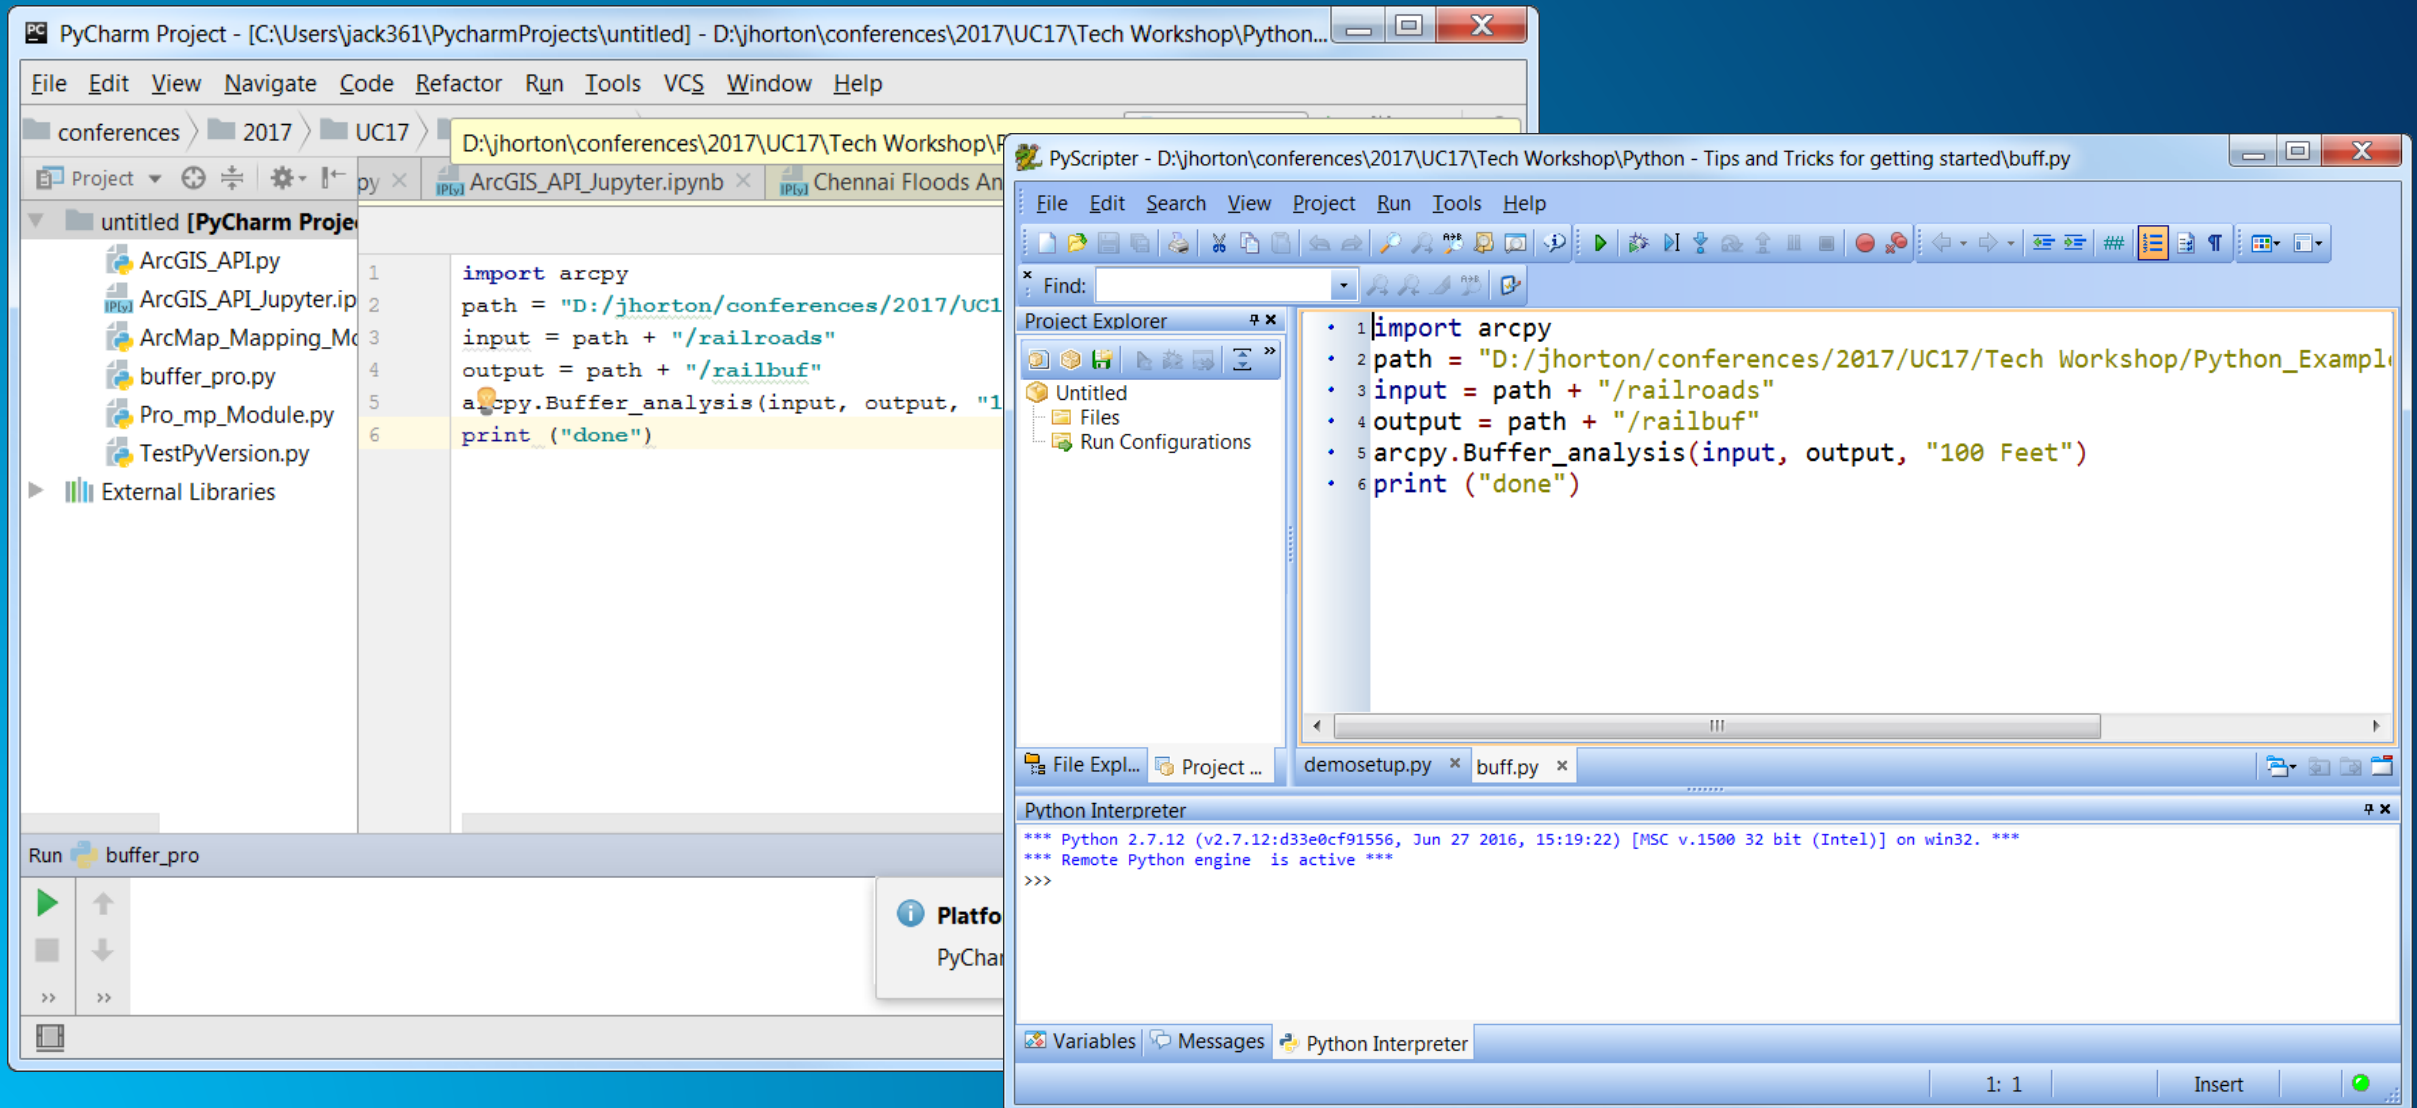 PyCharm Project - [C:\Users\jack361\PycharmProjects\untitled] - D:\jhorton\conferences\2017\UC17\Tech Workshop\Python...
File Edit View Navigate Code Refactor Run Tools VCS Window Help
conferences 2017 UC17
D:\jhorton\conferences\2017\UC17\Tech Workshop\P
Project
py ArcGIS_API_Jupyter.ipynb Chennai Floods An
untitled [PyCharm Projec
ArcGIS_API.py
ArcGIS_API_Jupyter.ip
ArcMap_Mapping_Mo
buffer_pro.py
Pro_mp_Module.py
TestPyVersion.py
External Libraries
1 import arcpy
2 path = "D:/jhorton/conferences/2017/UC1
3 input = path + "/railroads"
4 output = path + "/railbuf"
5 arcpy.Buffer_analysis(input, output, "1
6 print ("done")
Run buffer_pro
Platfo
PyChar
PyScripter - D:\jhorton\conferences\2017\UC17\Tech Workshop\Python - Tips and Tricks for getting started\buff.py
File Edit Search View Project Run Tools Help
Find:
Project Explorer
Untitled
Files
Run Configurations
1 import arcpy
2 path = "D:/jhorton/conferences/2017/UC17/Tech Workshop/Python_Example
3 input = path + "/railroads"
4 output = path + "/railbuf"
5 arcpy.Buffer_analysis(input, output, "100 Feet")
6 print ("done")
File Expl... Project ...
demosetup.py buff.py
Python Interpreter
*** Python 2.7.12 (v2.7.12:d33e0cf91556, Jun 27 2016, 15:19:22) [MSC v.1500 32 bit (Intel)] on win32. ***
*** Remote Python engine  is active ***
>>>
Variables Messages Python Interpreter
1: 1 Insert